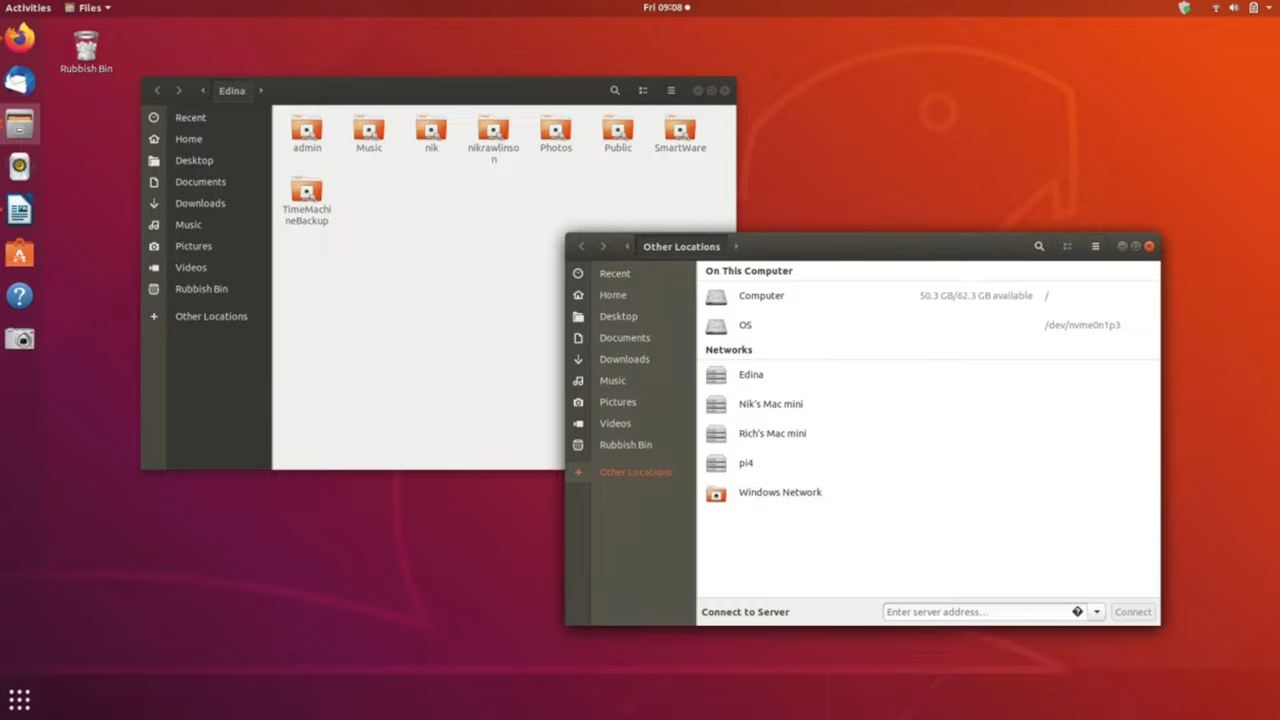 Activities
Files
Fri 09:08
Rubbish Bin
Edina
Recent
Home
Desktop
Documents
Downloads
Music
Pictures
Videos
Rubbish Bin
Other Locations
admin
Music
nik
nikrawlinso
n
Photos
Public
SmartWare
TimeMachi
neBackup
Other Locations
Recent
Home
Desktop
Documents
Downloads
Music
Pictures
Videos
Rubbish Bin
Other Locations
On This Computer
Computer 50.3 GB/62.3 GB available /
OS /dev/nvme0n1p3
Networks
Edina
Nik's Mac mini
Rich's Mac mini
pi4
Windows Network
Connect to Server Enter server address... Connect